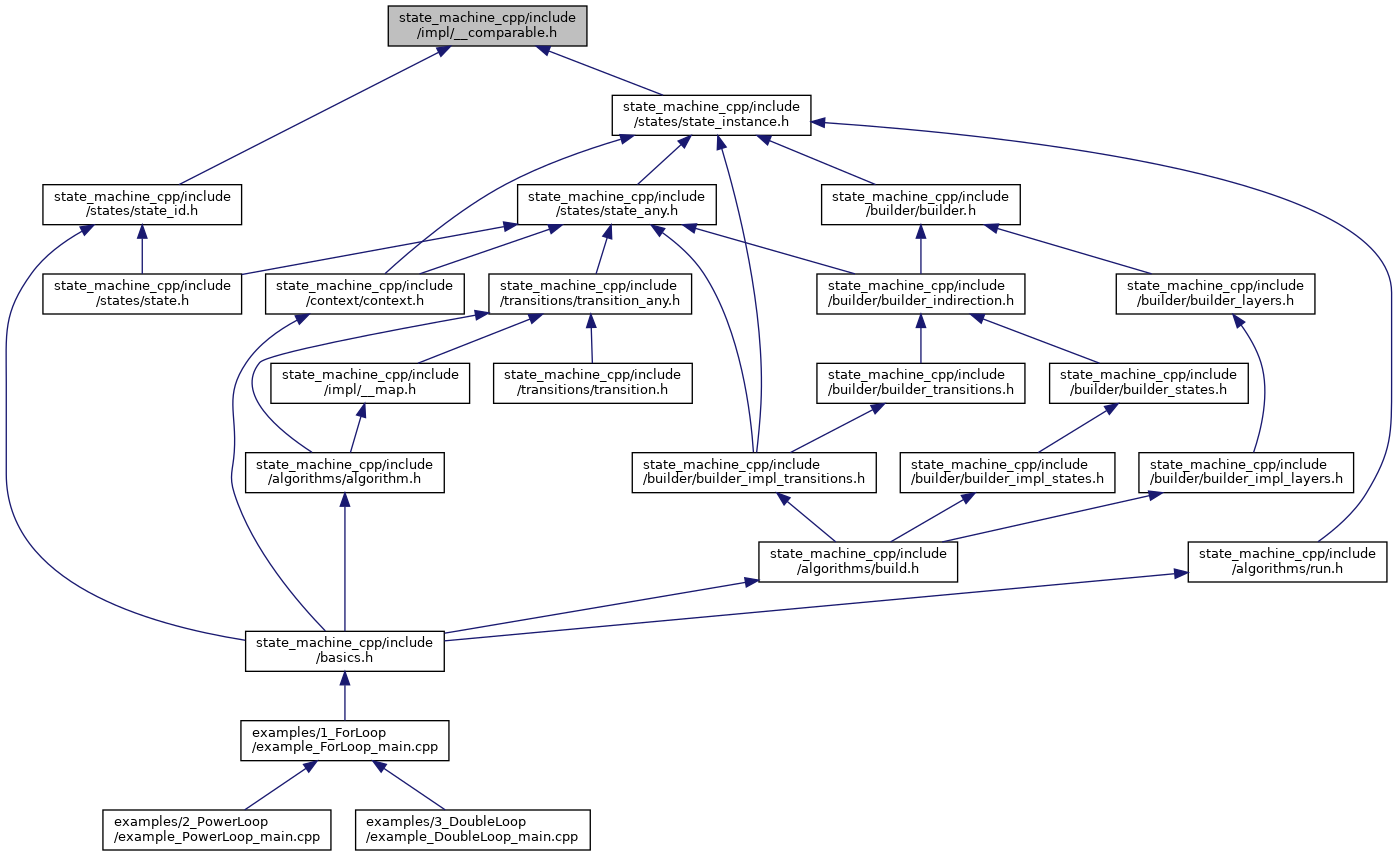 state_machine_cpp/include
/impl/__comparable.h
state_machine_cpp/include
/states/state_instance.h
state_machine_cpp/include
/states/state_id.h
state_machine_cpp/include
/states/state_any.h
state_machine_cpp/include
/builder/builder.h
state_machine_cpp/include
/states/state.h
state_machine_cpp/include
/context/context.h
state_machine_cpp/include
/transitions/transition_any.h
state_machine_cpp/include
/builder/builder_indirection.h
state_machine_cpp/include
/builder/builder_layers.h
state_machine_cpp/include
/impl/__map.h
state_machine_cpp/include
/transitions/transition.h
state_machine_cpp/include
/builder/builder_transitions.h
state_machine_cpp/include
/builder/builder_states.h
state_machine_cpp/include
/algorithms/algorithm.h
state_machine_cpp/include
/builder/builder_impl_transitions.h
state_machine_cpp/include
/builder/builder_impl_states.h
state_machine_cpp/include
/builder/builder_impl_layers.h
state_machine_cpp/include
/algorithms/build.h
state_machine_cpp/include
/algorithms/run.h
state_machine_cpp/include
/basics.h
examples/1_ForLoop
/example_ForLoop_main.cpp
examples/2_PowerLoop
/example_PowerLoop_main.cpp
examples/3_DoubleLoop
/example_DoubleLoop_main.cpp